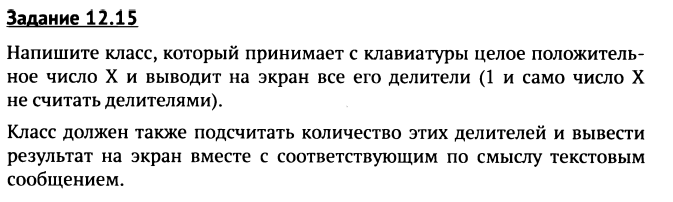 Задание 12.15
Напишите класс, который принимает с клавиатуры целое положитель-
ное число X и выводит на экран все его делители (1 и само число X
не считать делителями).
Класс должен также подсчитать количество этих делителей и вывести
результат на экран вместе с соответствующим по смыслу текстовым
сообщением.